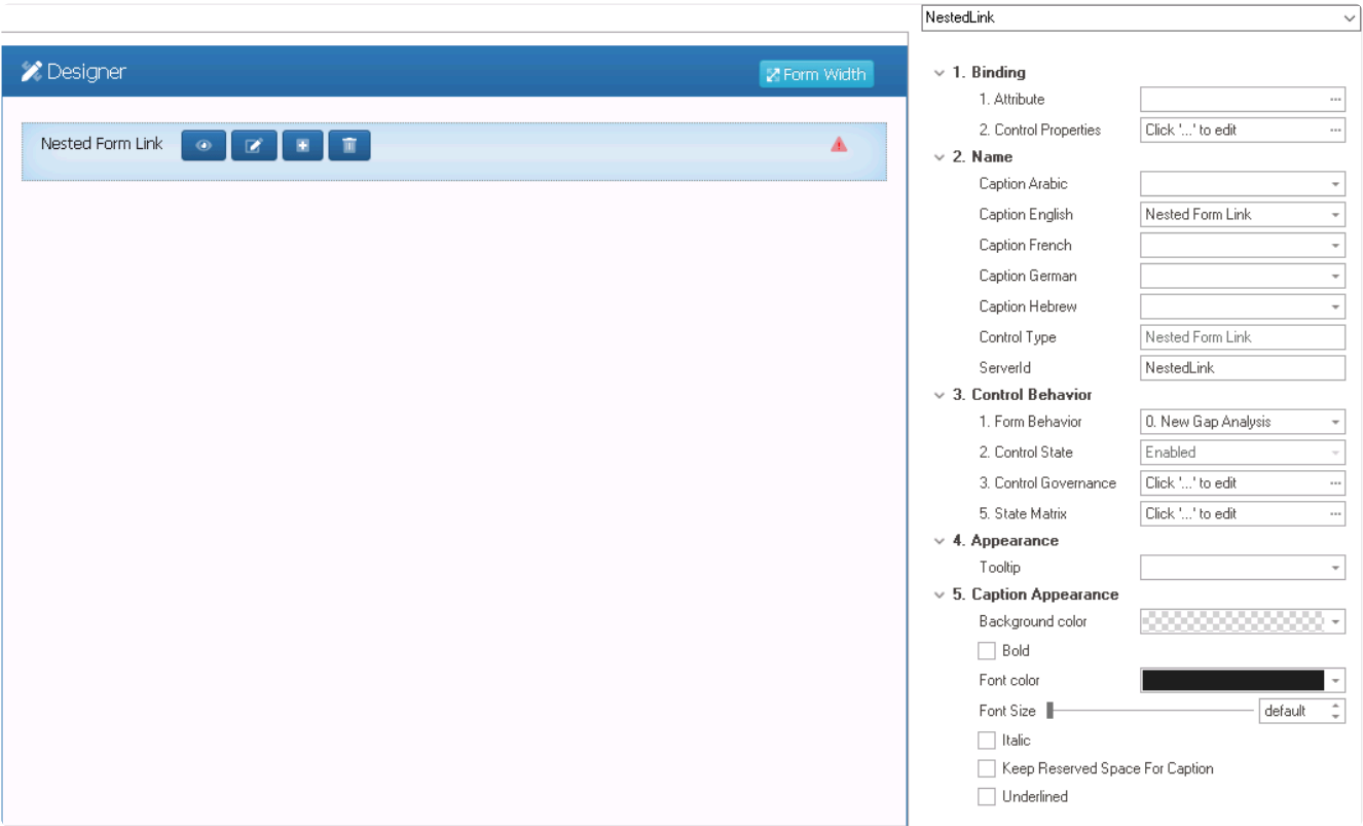 NestedLink
Designer
Form Width
Nested Form Link
1. Binding
1. Attribute ...
2. Control Properties Click '...' to edit ...
2. Name
Caption Arabic
Caption English Nested Form Link
Caption French
Caption German
Caption Hebrew
Control Type Nested Form Link
ServerId NestedLink
3. Control Behavior
1. Form Behavior 0. New Gap Analysis
2. Control State Enabled
3. Control Governance Click '...' to edit ...
5. State Matrix Click '...' to edit ...
4. Appearance
Tooltip
5. Caption Appearance
Background color
Bold
Font color
Font Size default
Italic
Keep Reserved Space For Caption
Underlined